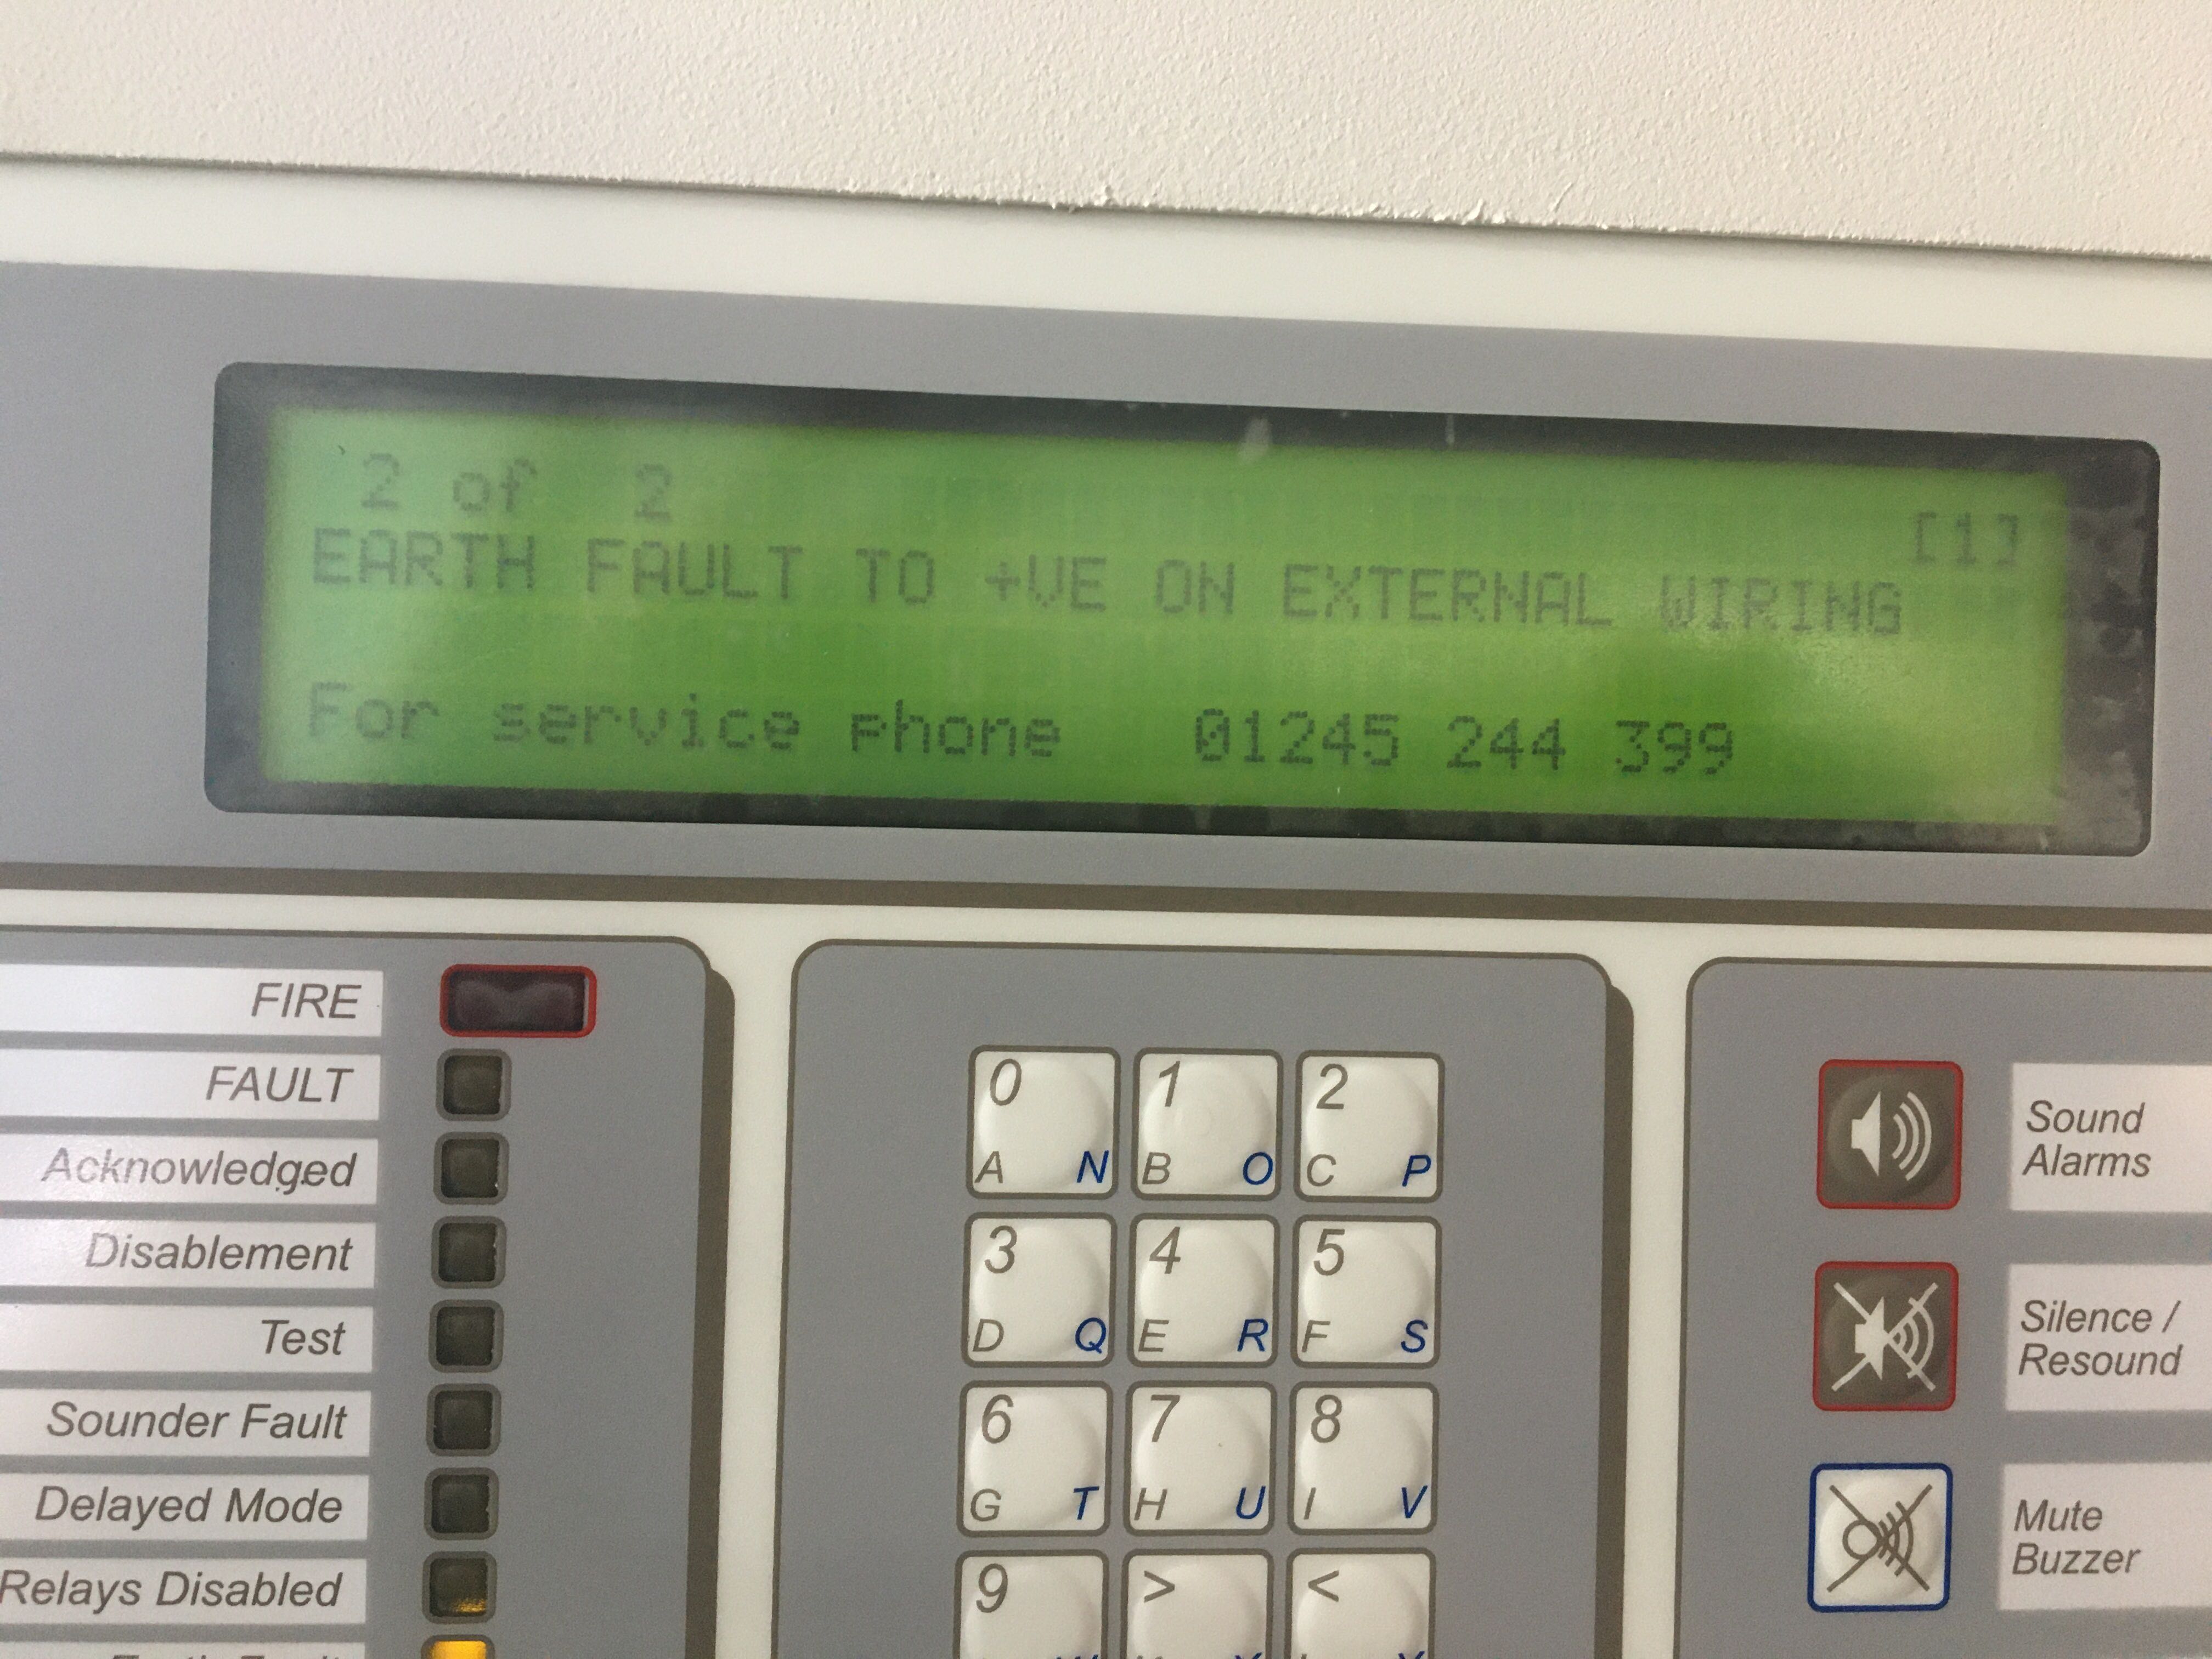 2 of 2
[1]
EARTH FAULT TO +VE ON EXTERNAL WIRING
For service phone 01245 244 399
FIRE
FAULT
Acknowledged
Disablement
Test
Sounder Fault
Delayed Mode
Relays Disabled
Fault
0 A N
1 B O
2 C P
3 D Q
4 E R
5 F S
6 G T
7 H U
8 I V
9
>
<
Sound
Alarms
Silence /
Resound
Mute
Buzzer